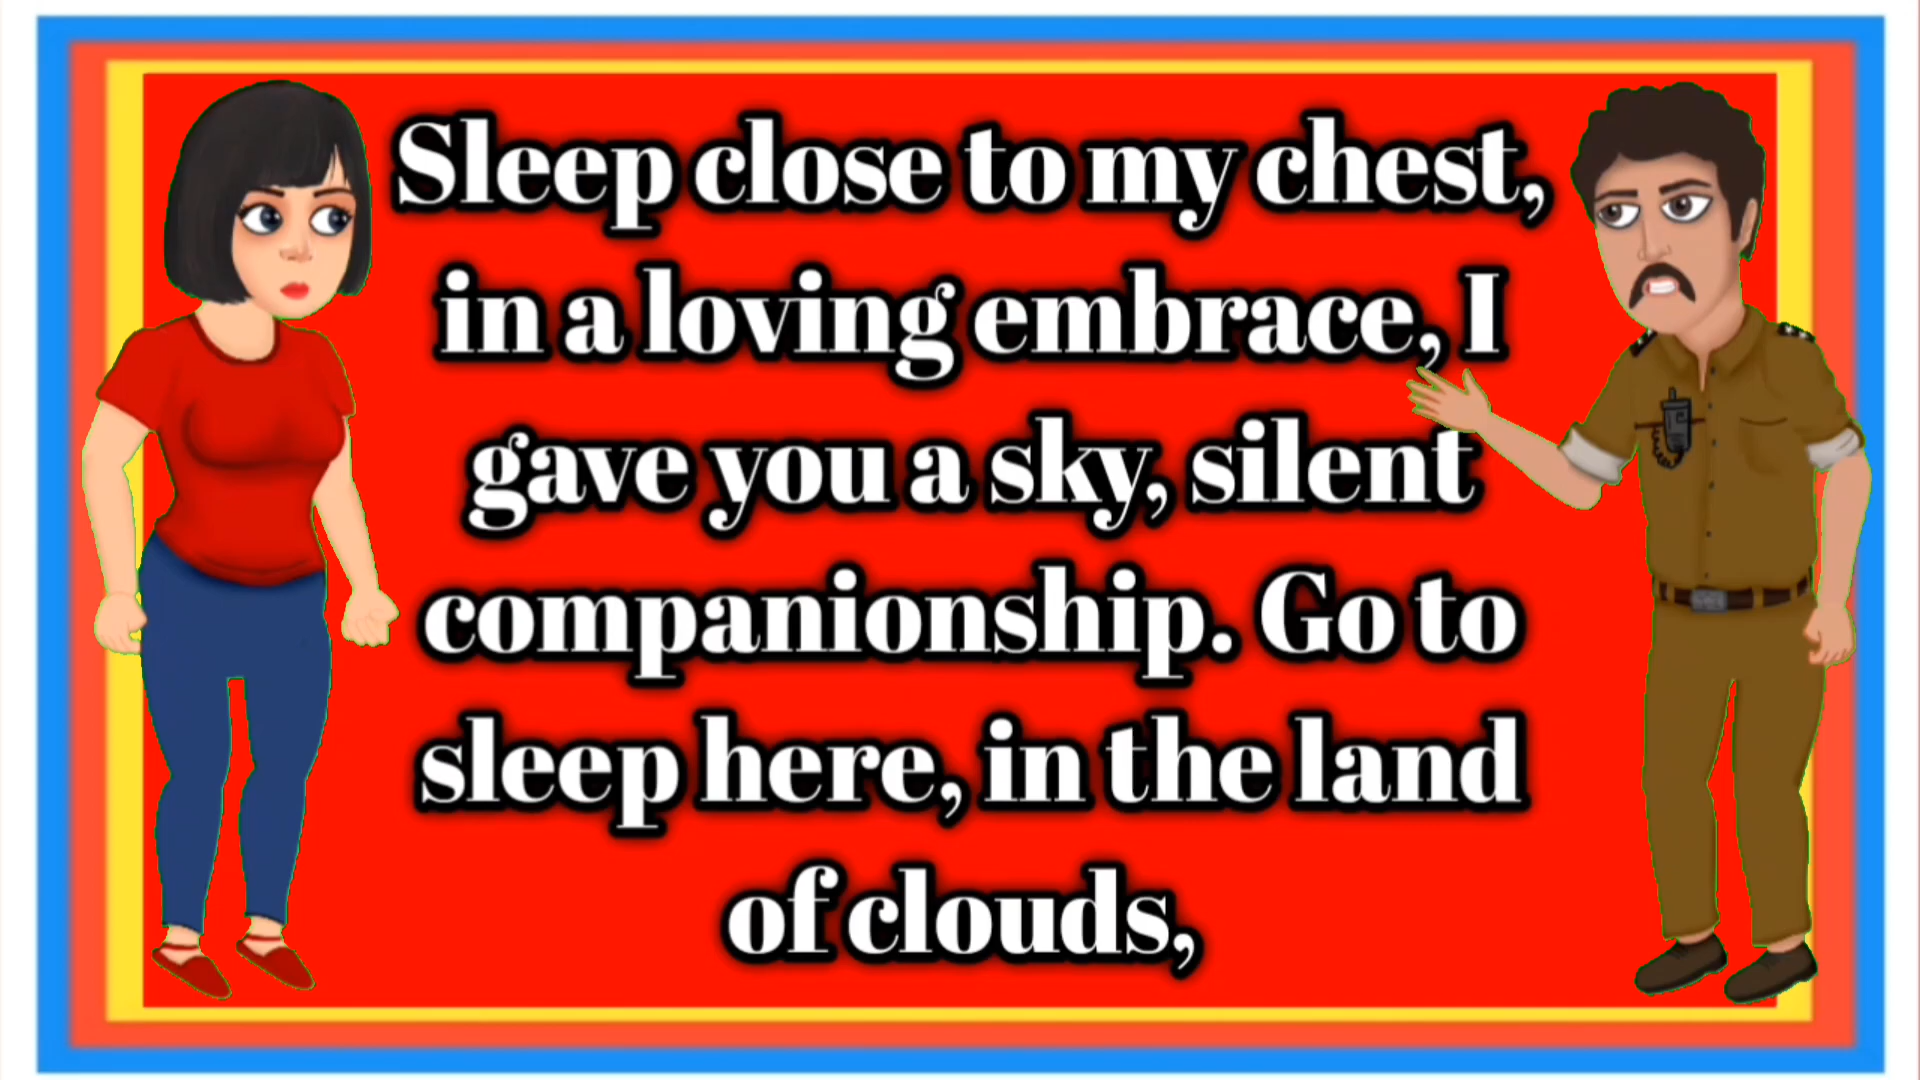 Sleep close to my chest,
in a loving embrace, I
gave you a sky, silent
companionship. Go to
sleep here, in the land
of clouds,